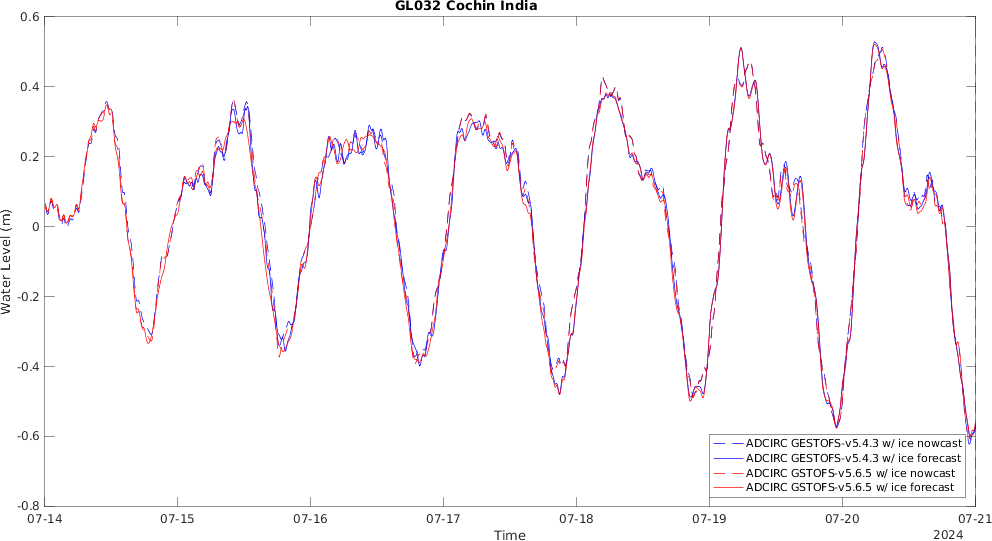 GL032 Cochin India
0.6
0.4
0.2
0
-0.2
-0.4
-0.6
-0.8
Water Level (m)
ADCIRC GESTOFS-v5.4.3 w/ ice nowcast
ADCIRC GESTOFS-v5.4.3 w/ ice forecast
ADCIRC GSTOFS-v5.6.5 w/ ice nowcast
ADCIRC GSTOFS-v5.6.5 w/ ice forecast
07-14 07-15 07-16 07-17 07-18 07-19 07-20 07-21
Time
2024